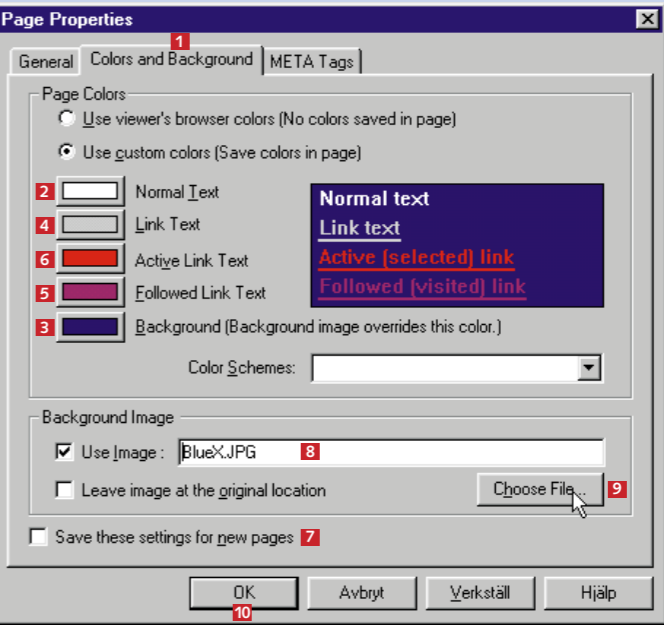 Page Properties
1
General Colors and Background META Tags
Page Colors
Use viewer's browser colors (No colors saved in page)
Use custom colors (Save colors in page)
2 Normal Text
4 Link Text
6 Active Link Text
5 Followed Link Text
Normal text
Link text
Active (selected) link
Followed (visited) link
3 Background (Background image overrides this color.)
Color Schemes:
Background Image
Use Image : BlueX.JPG 8
Leave image at the original location
Choose File... 9
Save these settings for new pages 7
OK Avbryt Verkställ Hjälp
10